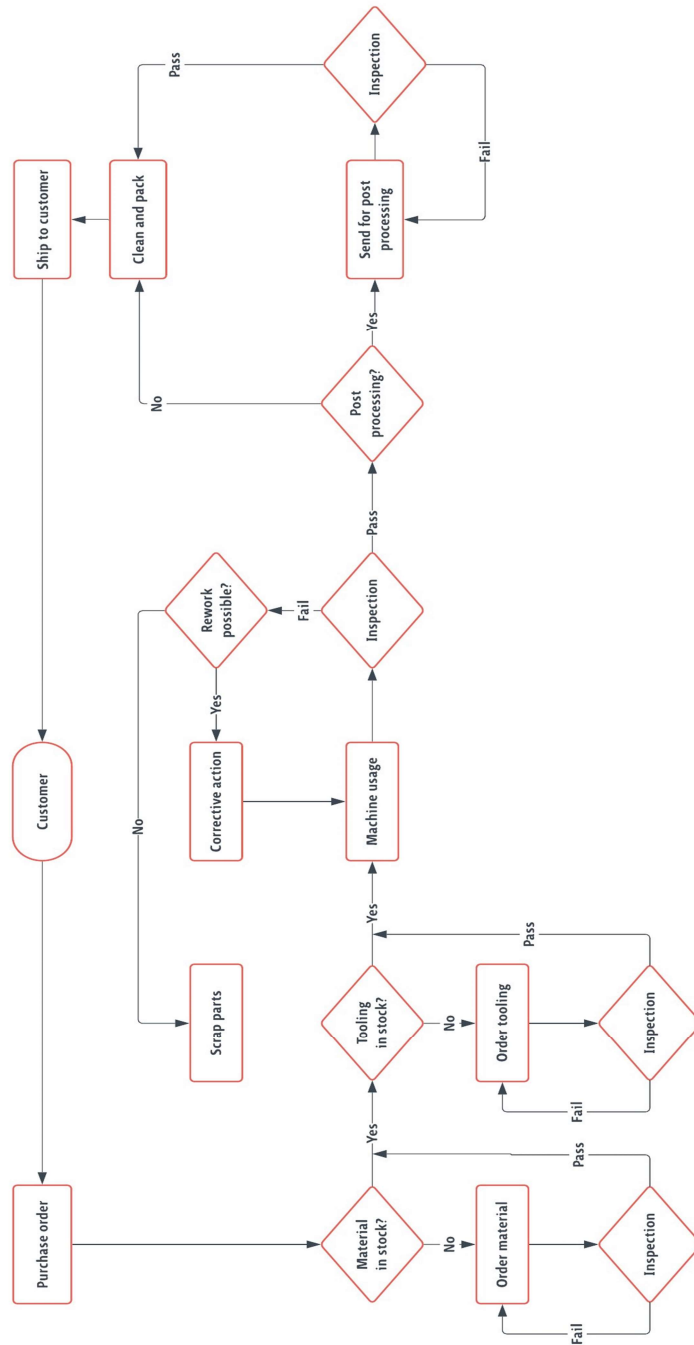 Purchase order
Customer
Ship to customer
Scrap parts
No
Corrective action
Yes
Rework
possible?
Fail
No
Clean and pack
Pass
Material
in stock?
Yes
Tooling
in stock?
Yes
Machine usage
Inspection
Pass
Post
processing?
Yes
Send for post
processing
Inspection
Fail
No
Order material
Fail
Inspection
Pass
No
Order tooling
Fail
Inspection
Pass